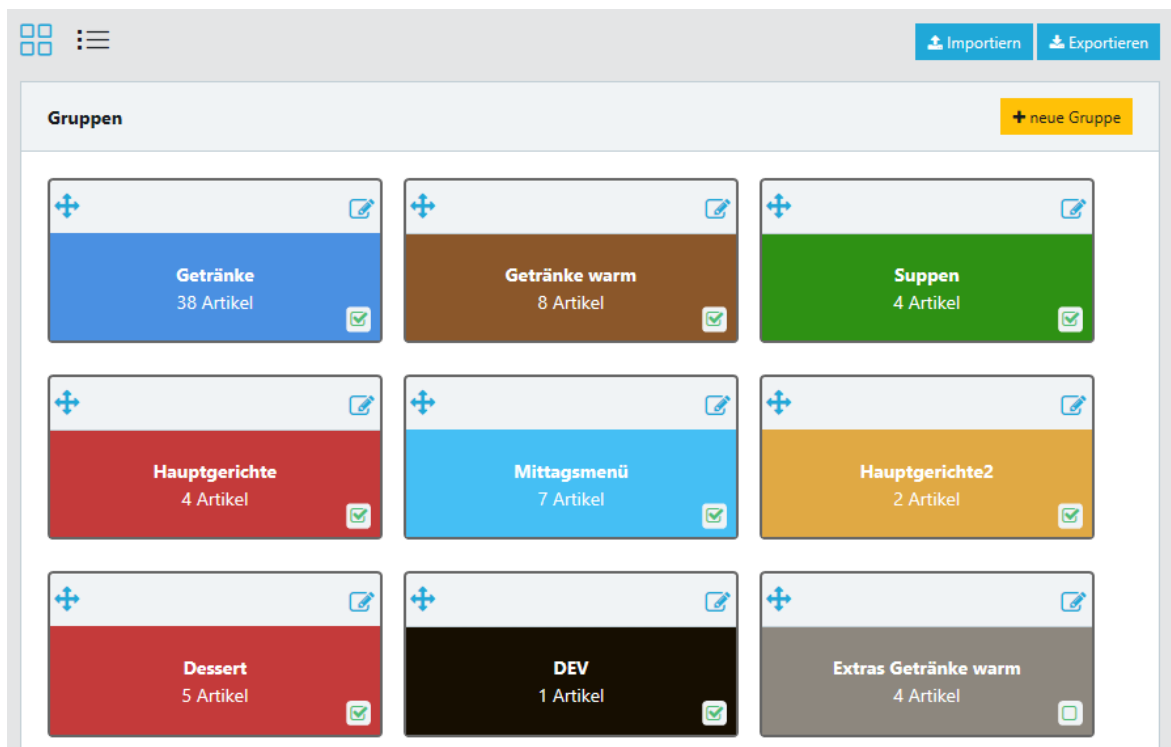 Importiern
Exportieren
Gruppen
neue Gruppe
Getränke
38 Artikel
Getränke warm
8 Artikel
Suppen
4 Artikel
Hauptgerichte
4 Artikel
Mittagsmenü
7 Artikel
Hauptgerichte2
2 Artikel
Dessert
5 Artikel
DEV
1 Artikel
Extras Getränke warm
4 Artikel